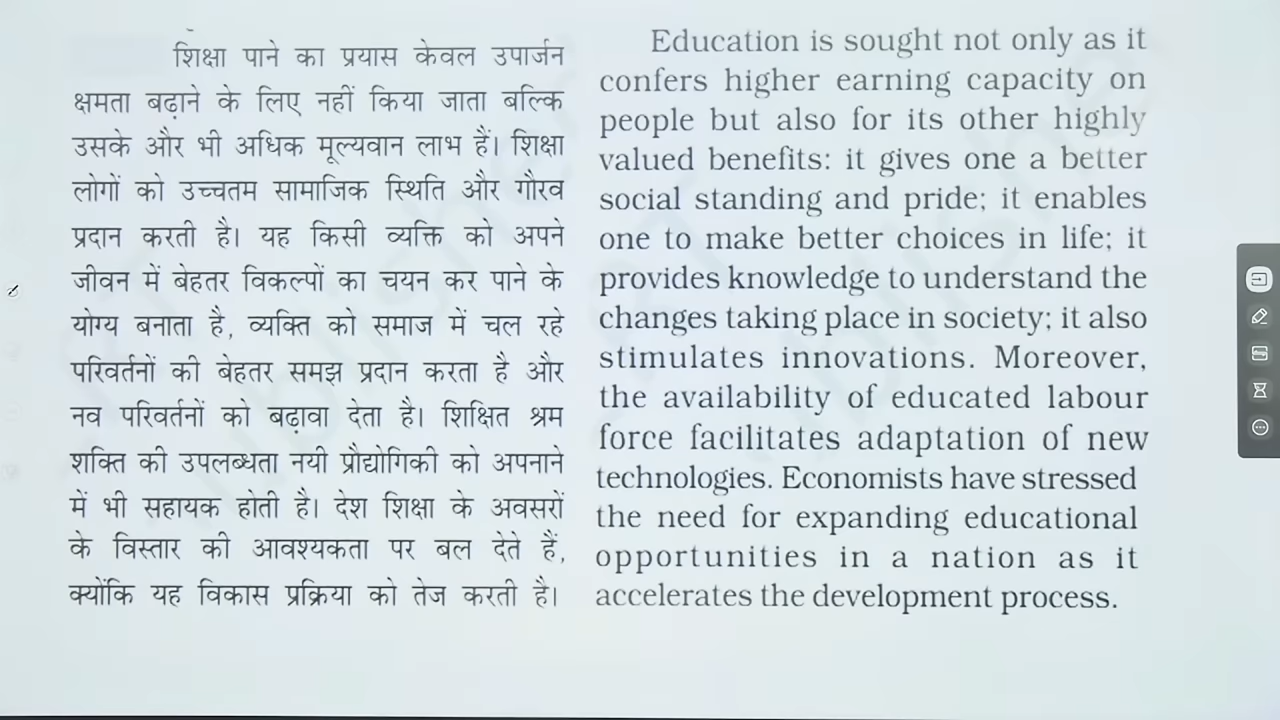 शिक्षा पाने का प्रयास केवल उपार्जन
क्षमता बढ़ाने के लिए नहीं किया जाता बल्कि
उसके और भी अधिक मूल्यवान लाभ हैं। शिक्षा
लोगों को उच्चतम सामाजिक स्थिति और गौरव
प्रदान करती है। यह किसी व्यक्ति को अपने
जीवन में बेहतर विकल्पों का चयन कर पाने के
योग्य बनाता है, व्यक्ति को समाज में चल रहे
परिवर्तनों की बेहतर समझ प्रदान करता है और
नव परिवर्तनों को बढ़ावा देता है। शिक्षित श्रम
शक्ति की उपलब्धता नयी प्रौद्योगिकी को अपनाने
में भी सहायक होती है। देश शिक्षा के अवसरों
के विस्तार की आवश्यकता पर बल देते हैं,
क्योंकि यह विकास प्रक्रिया को तेज करती है।
Education is sought not only as it
confers higher earning capacity on
people but also for its other highly
valued benefits: it gives one a better
social standing and pride; it enables
one to make better choices in life; it
provides knowledge to understand the
changes taking place in society; it also
stimulates innovations. Moreover,
the availability of educated labour
force facilitates adaptation of new
technologies. Economists have stressed
the need for expanding educational
opportunities in a nation as it
accelerates the development process.